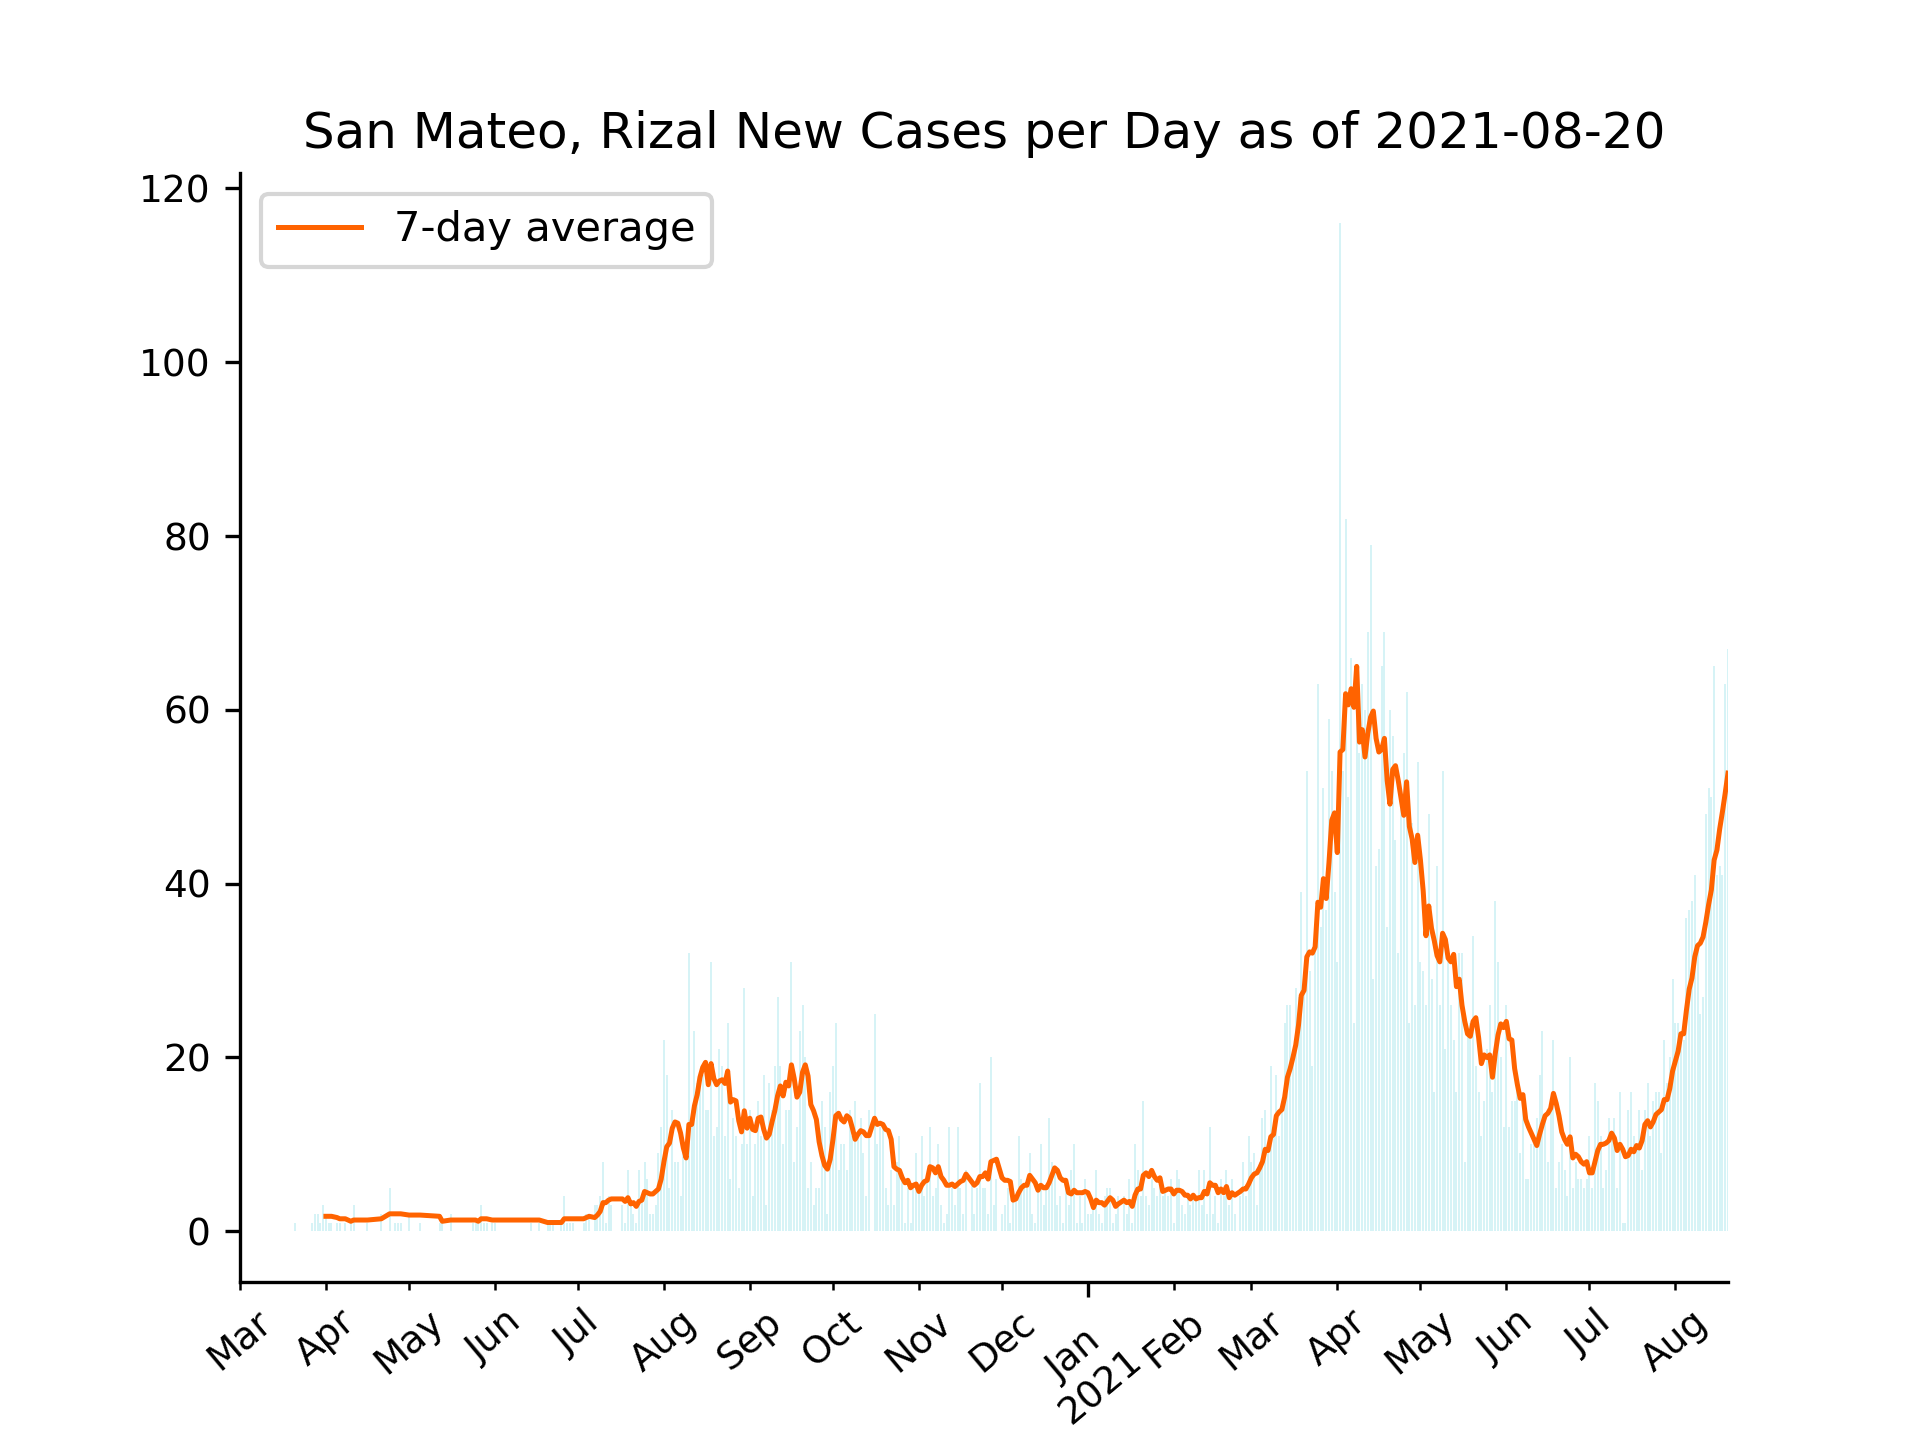 San Mateo, Rizal New Cases per Day as of 2021-08-20
7-day average
120
100
80
60
40
20
0
Mar Apr May Jun Jul Aug Sep Oct Nov Dec Jan Feb Mar Apr May Jun Jul Aug
2021